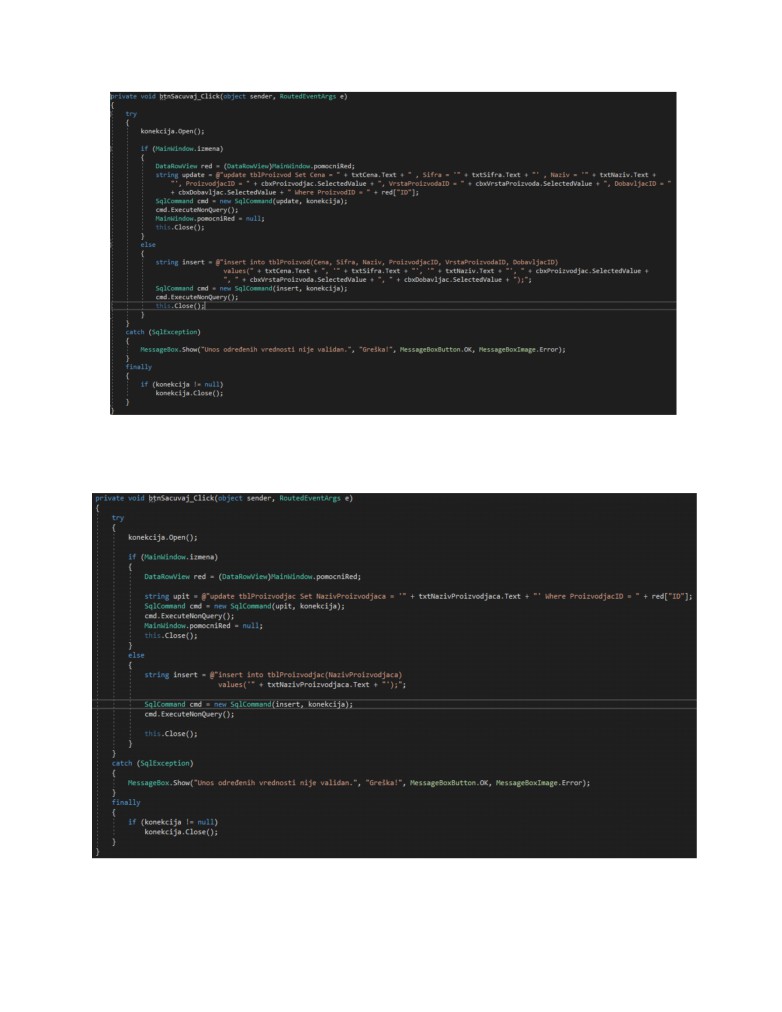 private void btnSacuvaj_Click(object sender, RoutedEventArgs e)
{
try
{
konekcija.Open();
if (MainWindow.izmena)
{
DataRowView red = (DataRowView)MainWindow.pomocniRed;
string update = @"update tblProizvod Set Cena = " + txtCena.Text + " , Sifra = '" + txtSifra.Text + "' , Naziv = '" + txtNaziv.Text +
"', ProizvodjacID = " + cbxProizvodjac.SelectedValue + ", VrstaProizvodaID = " + cbxVrstaProizvoda.SelectedValue + ", DobavljacID = "
+ cbxDobavljac.SelectedValue + " Where ProizvodID = " + red["ID"];
SqlCommand cmd = new SqlCommand(update, konekcija);
cmd.ExecuteNonQuery();
MainWindow.pomocniRed = null;
this.Close();
}
else
{
string insert = @"insert into tblProizvod(Cena, Sifra, Naziv, ProizvodjacID, VrstaProizvodaID, DobavljacID)
values(" + txtCena.Text + ", '" + txtSifra.Text + "', '" + txtNaziv.Text + "', " + cbxProizvodjac.SelectedValue +
", " + cbxVrstaProizvoda.SelectedValue + ", " + cbxDobavljac.SelectedValue + ");";
SqlCommand cmd = new SqlCommand(insert, konekcija);
cmd.ExecuteNonQuery();
this.Close();
}
}
catch (SqlException)
{
MessageBox.Show("Unos određenih vrednosti nije validan.", "Greška!", MessageBoxButton.OK, MessageBoxImage.Error);
}
finally
{
if (konekcija != null)
konekcija.Close();
}
}
private void btnSacuvaj_Click(object sender, RoutedEventArgs e)
{
try
{
konekcija.Open();
if (MainWindow.izmena)
{
DataRowView red = (DataRowView)MainWindow.pomocniRed;
string upit = @"update tblProizvodjac Set NazivProizvodjaca = '" + txtNazivProizvodjaca.Text + "' Where ProizvodjacID = " + red["ID"];
SqlCommand cmd = new SqlCommand(upit, konekcija);
cmd.ExecuteNonQuery();
MainWindow.pomocniRed = null;
this.Close();
}
else
{
string insert = @"insert into tblProizvodjac(NazivProizvodjaca)
values('" + txtNazivProizvodjaca.Text + "');";
SqlCommand cmd = new SqlCommand(insert, konekcija);
cmd.ExecuteNonQuery();
this.Close();
}
}
catch (SqlException)
{
MessageBox.Show("Unos određenih vrednosti nije validan.", "Greška!", MessageBoxButton.OK, MessageBoxImage.Error);
}
finally
{
if (konekcija != null)
konekcija.Close();
}
}